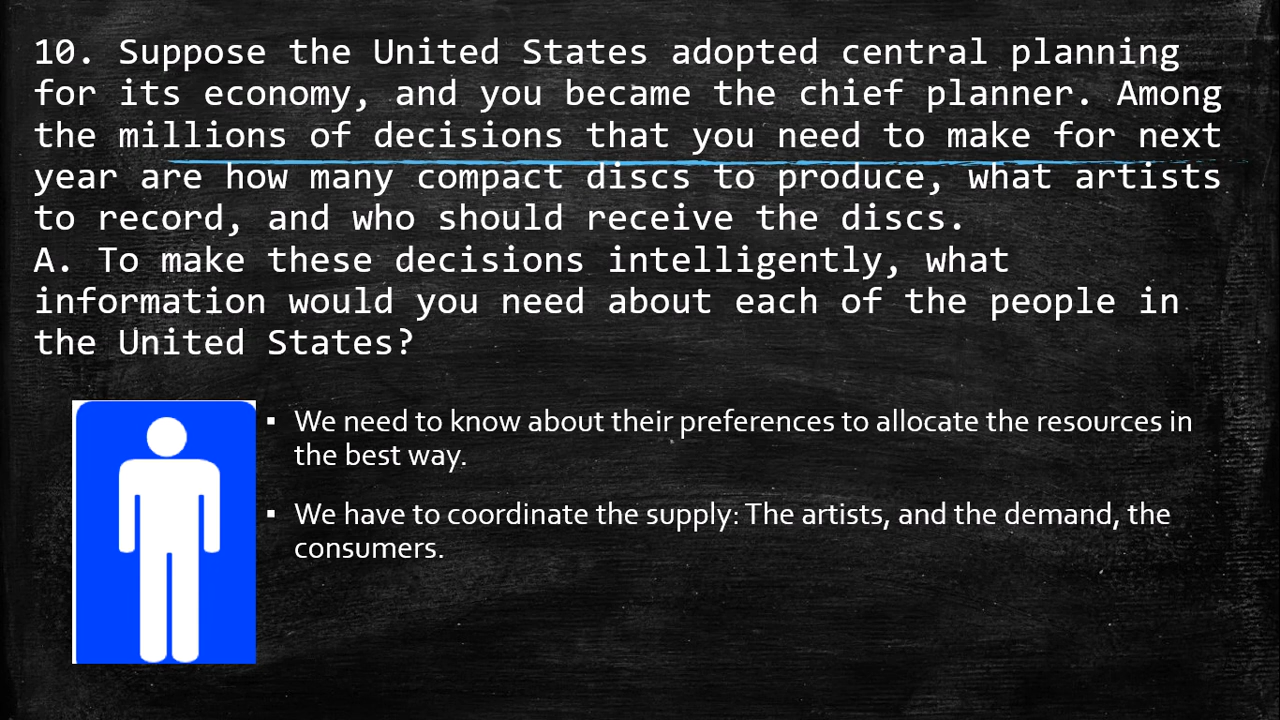 10. Suppose the United States adopted central planning
for its economy, and you became the chief planner. Among
the millions of decisions that you need to make for next
year are how many compact discs to produce, what artists
to record, and who should receive the discs.
A. To make these decisions intelligently, what
information would you need about each of the people in
the United States?
▪ We need to know about their preferences to allocate the resources in
the best way.
▪ We have to coordinate the supply: The artists, and the demand, the
consumers.